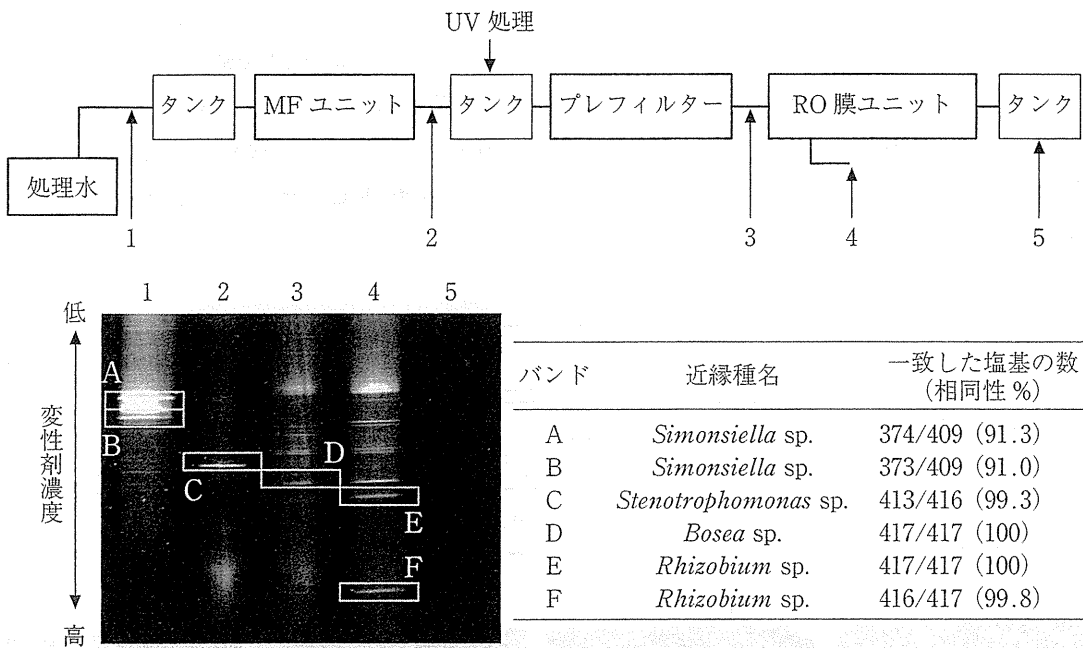 UV 処理
タンク
MF ユニット
タンク
プレフィルター
RO 膜ユニット
タンク
処理水
1
2
3
4
5
1 2 3 4 5
低
変性剤濃度
高
A
B
C
D
E
F
バンド 近縁種名 一致した塩基の数
(相同性 %)
A Simonsiella sp. 374/409 (91.3)
B Simonsiella sp. 373/409 (91.0)
C Stenotrophomonas sp. 413/416 (99.3)
D Bosea sp. 417/417 (100)
E Rhizobium sp. 417/417 (100)
F Rhizobium sp. 416/417 (99.8)